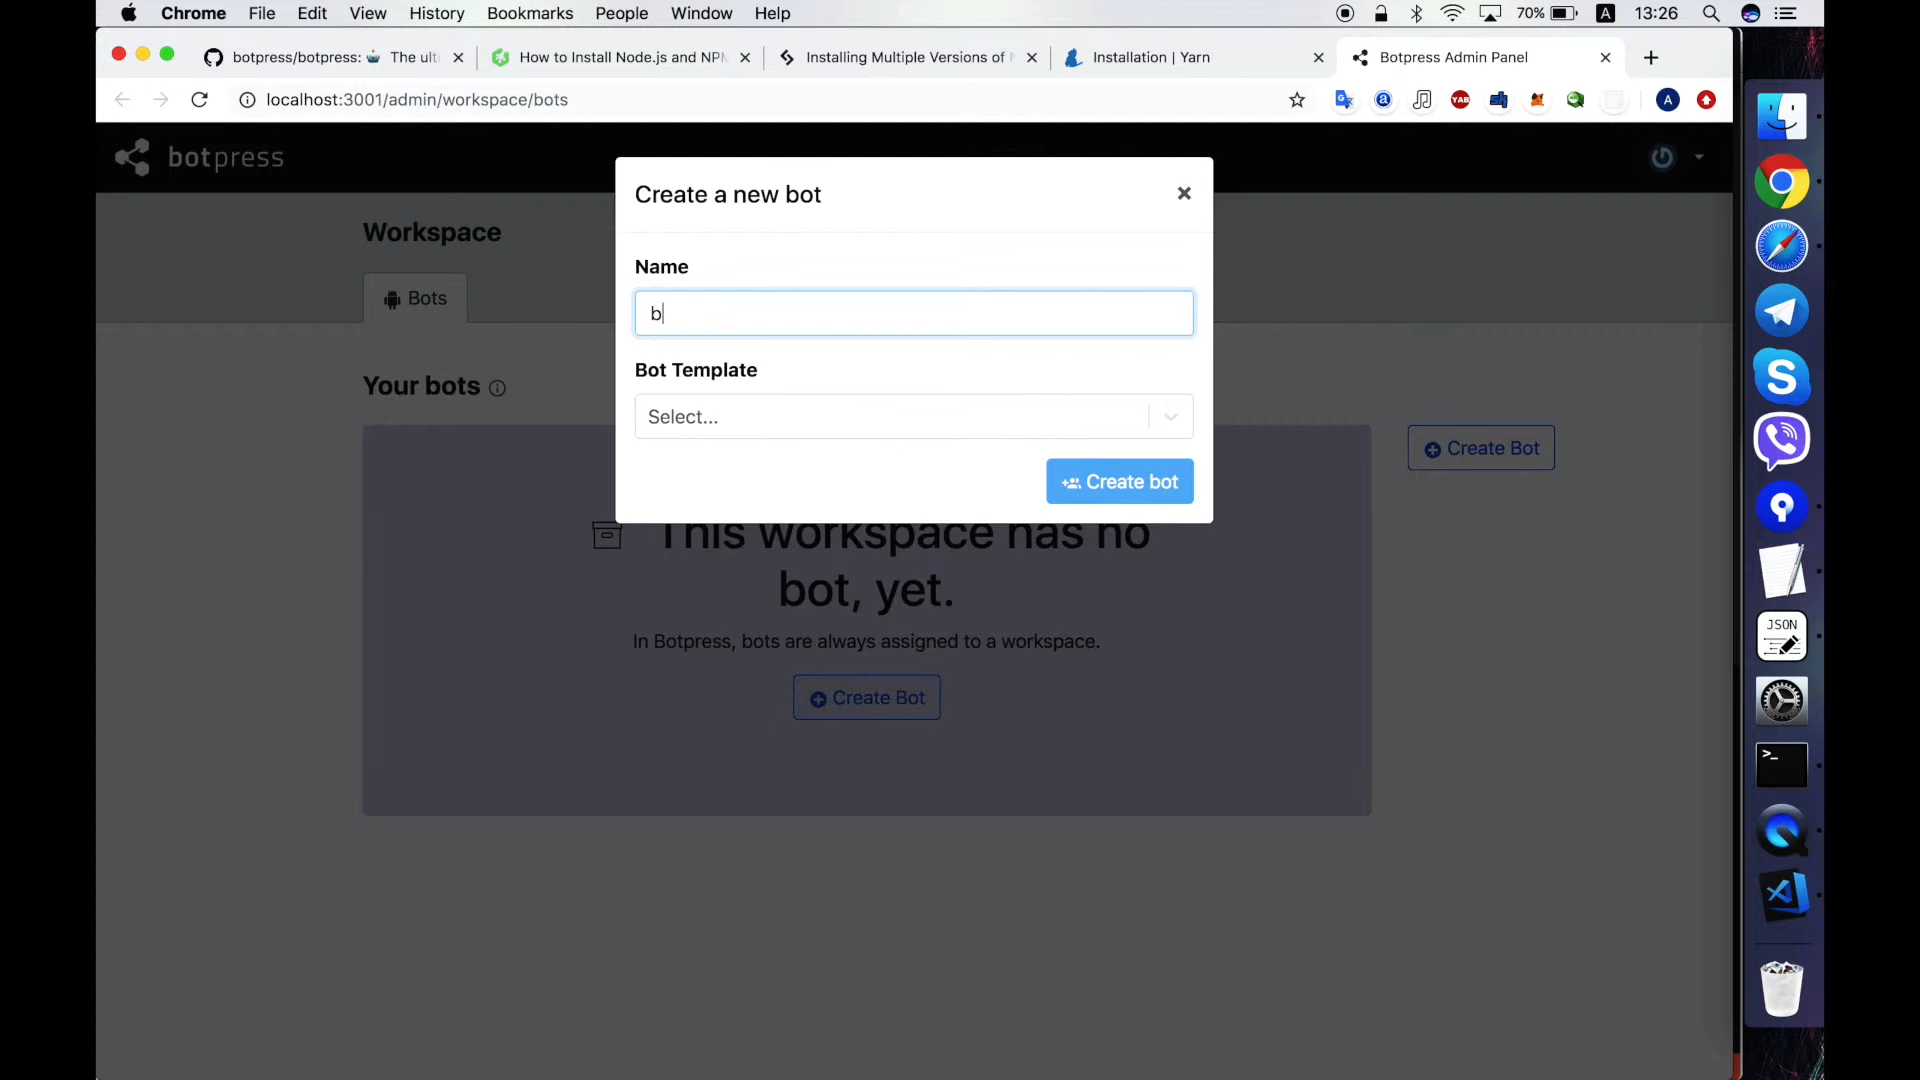 Chrome File Edit View History Bookmarks People Window Help 70% A 13:26
botpress/botpress: The ult
How to Install Node.js and NPM
Installing Multiple Versions of
Installation | Yarn
Botpress Admin Panel
localhost:3001/admin/workspace/bots
YAB
A
botpress
Create a new bot
Workspace
Name
Bots
b
Bot Template
Your bots
Select...
Create Bot
Create bot
This workspace has no
bot, yet.
In Botpress, bots are always assigned to a workspace.
Create Bot
JSON